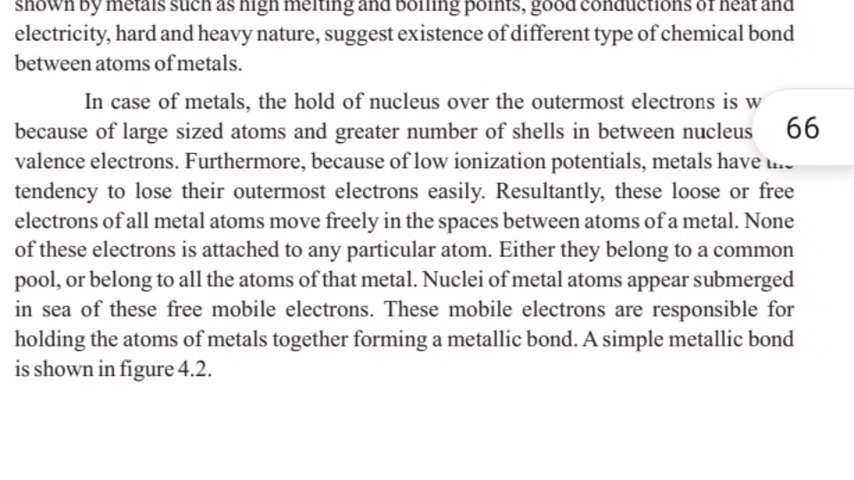 shown by metals such as high melting and boiling points, good conductions of heat and
electricity, hard and heavy nature, suggest existence of different type of chemical bond
between atoms of metals.
In case of metals, the hold of nucleus over the outermost electrons is
because of large sized atoms and greater number of shells in between nucleus
66
valence electrons. Furthermore, because of low ionization potentials, metals have the
tendency to lose their outermost electrons easily. Resultantly, these loose or free
electrons of all metal atoms move freely in the spaces between atoms of a metal. None
of these electrons is attached to any particular atom. Either they belong to a common
pool, or belong to all the atoms of that metal. Nuclei of metal atoms appear submerged
in sea of these free mobile electrons. These mobile electrons are responsible for
holding the atoms of metals together forming a metallic bond. A simple metallic bond
is shown in figure 4.2.